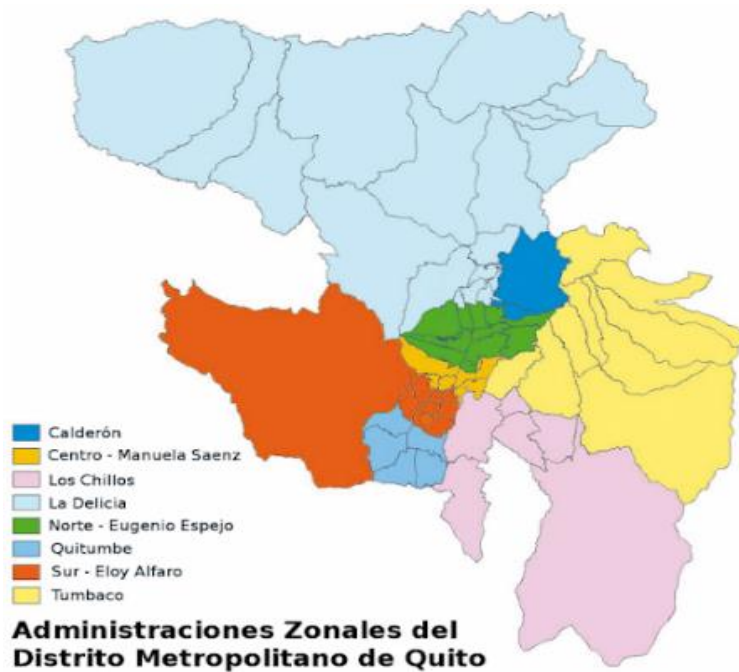 Calderón
Centro - Manuela Saenz
Los Chillos
La Delicia
Norte - Eugenio Espejo
Quitumbe
Sur - Eloy Alfaro
Tumbaco
Administraciones Zonales del
Distrito Metropolitano de Quito